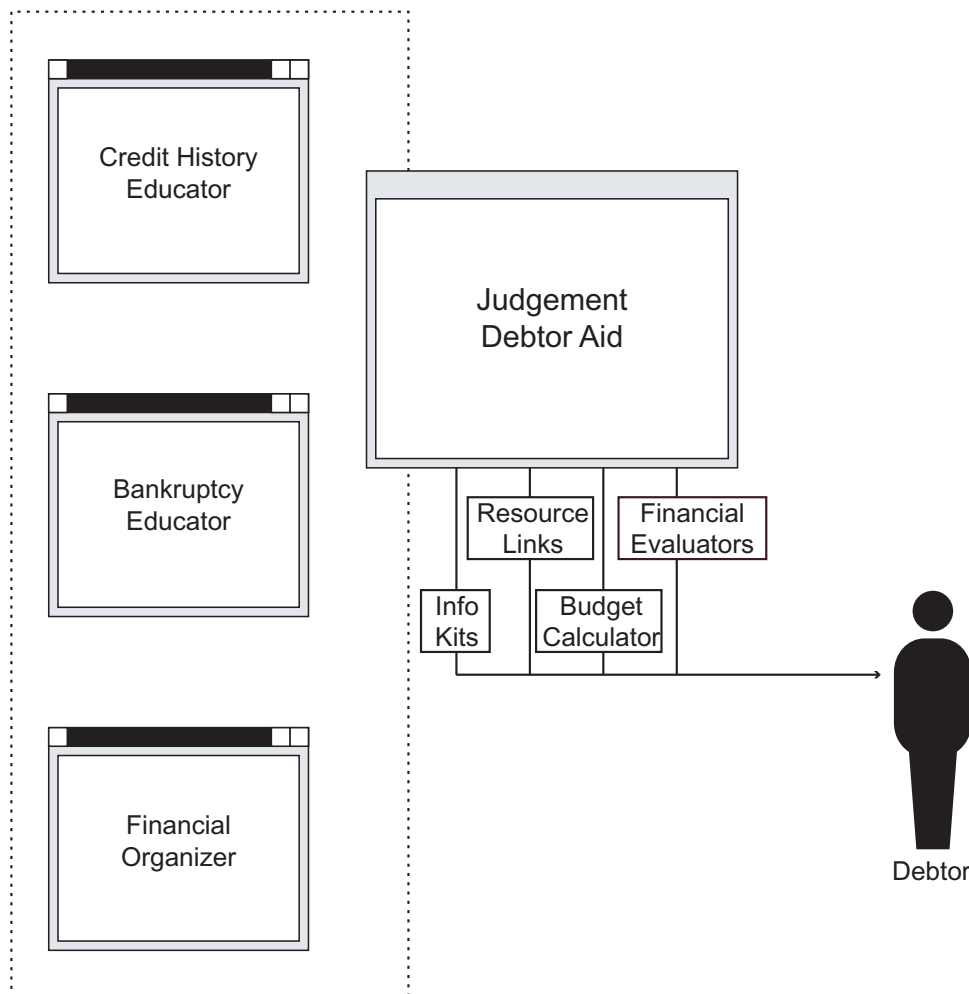 Credit History
Educator
Judgement
Debtor Aid
Bankruptcy
Educator
Resource
Links
Financial
Evaluators
Info
Kits
Budget
Calculator
Financial
Organizer
Debtor